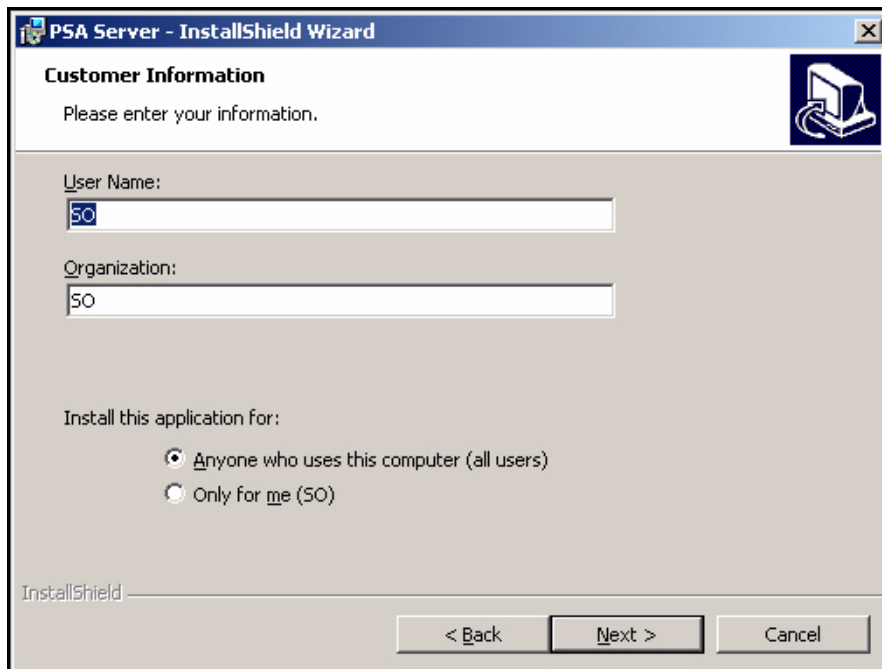 PSA Server - InstallShield Wizard
Customer Information
Please enter your information.
User Name:
SO
Organization:
SO
Install this application for:
Anyone who uses this computer (all users)
Only for me (SO)
InstallShield
< Back Next > Cancel